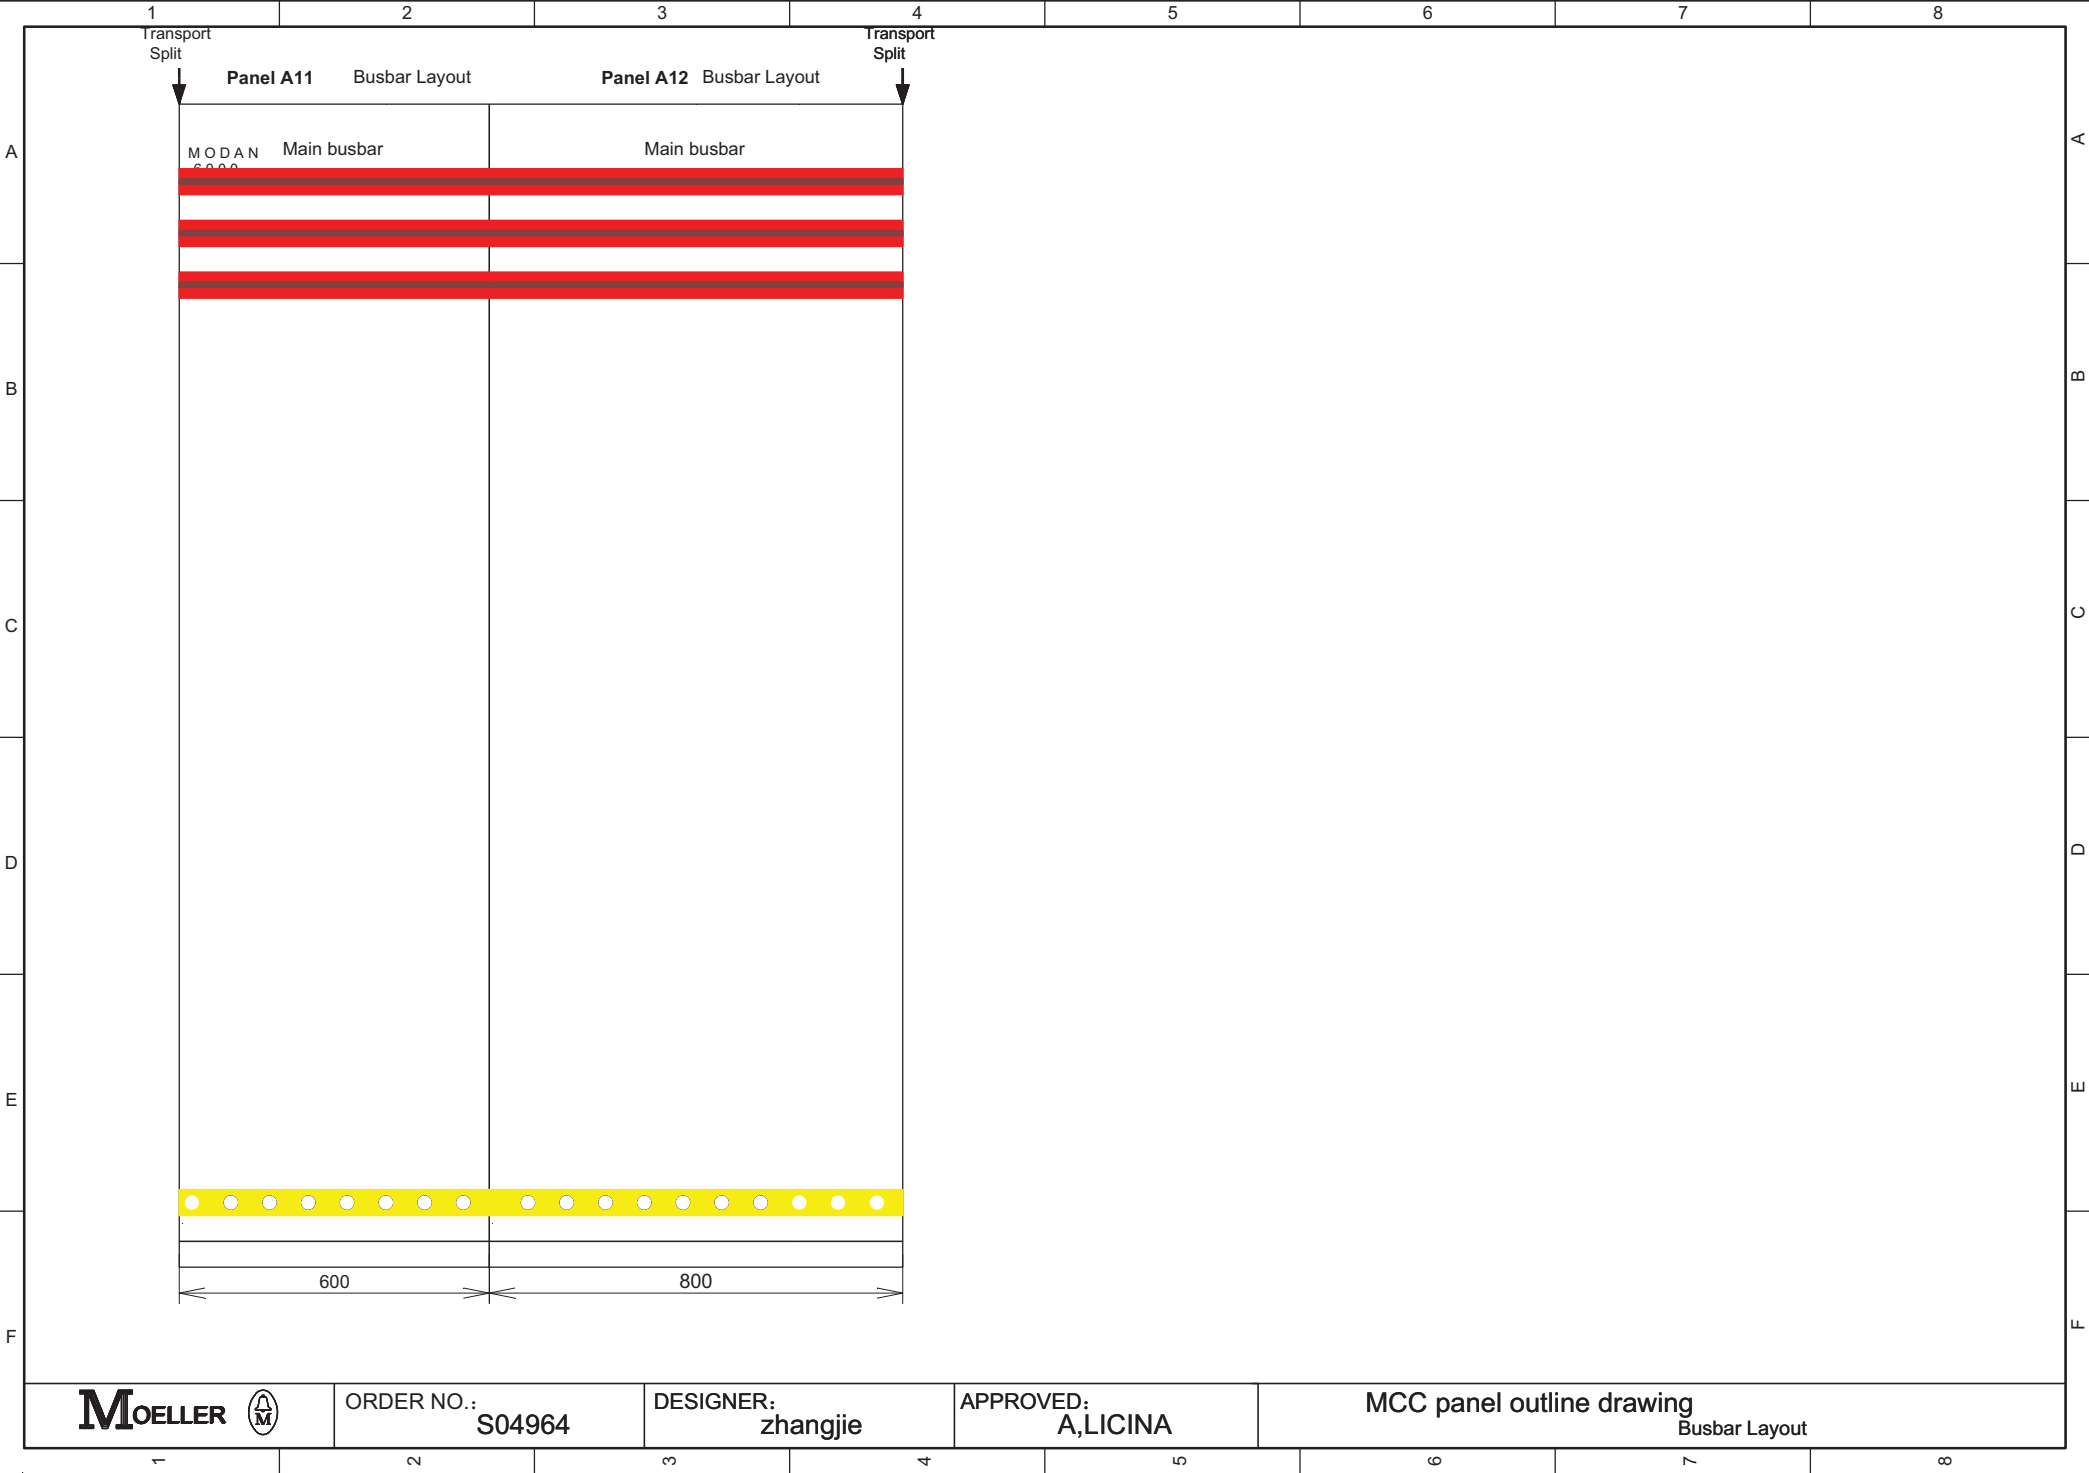 1 2 3 4 5 6 7 8
Transport
Split
Transport
Split
Panel A11 Busbar Layout Panel A12 Busbar Layout
A A
MODAN Main busbar Main busbar
6000
B B
C C
D D
E E
600 800
F F
MOELLER M
ORDER NO.:
S04964
DESIGNER:
zhangjie
APPROVED:
A,LICINA
MCC panel outline drawing
Busbar Layout
1 2 3 4 5 6 7 8